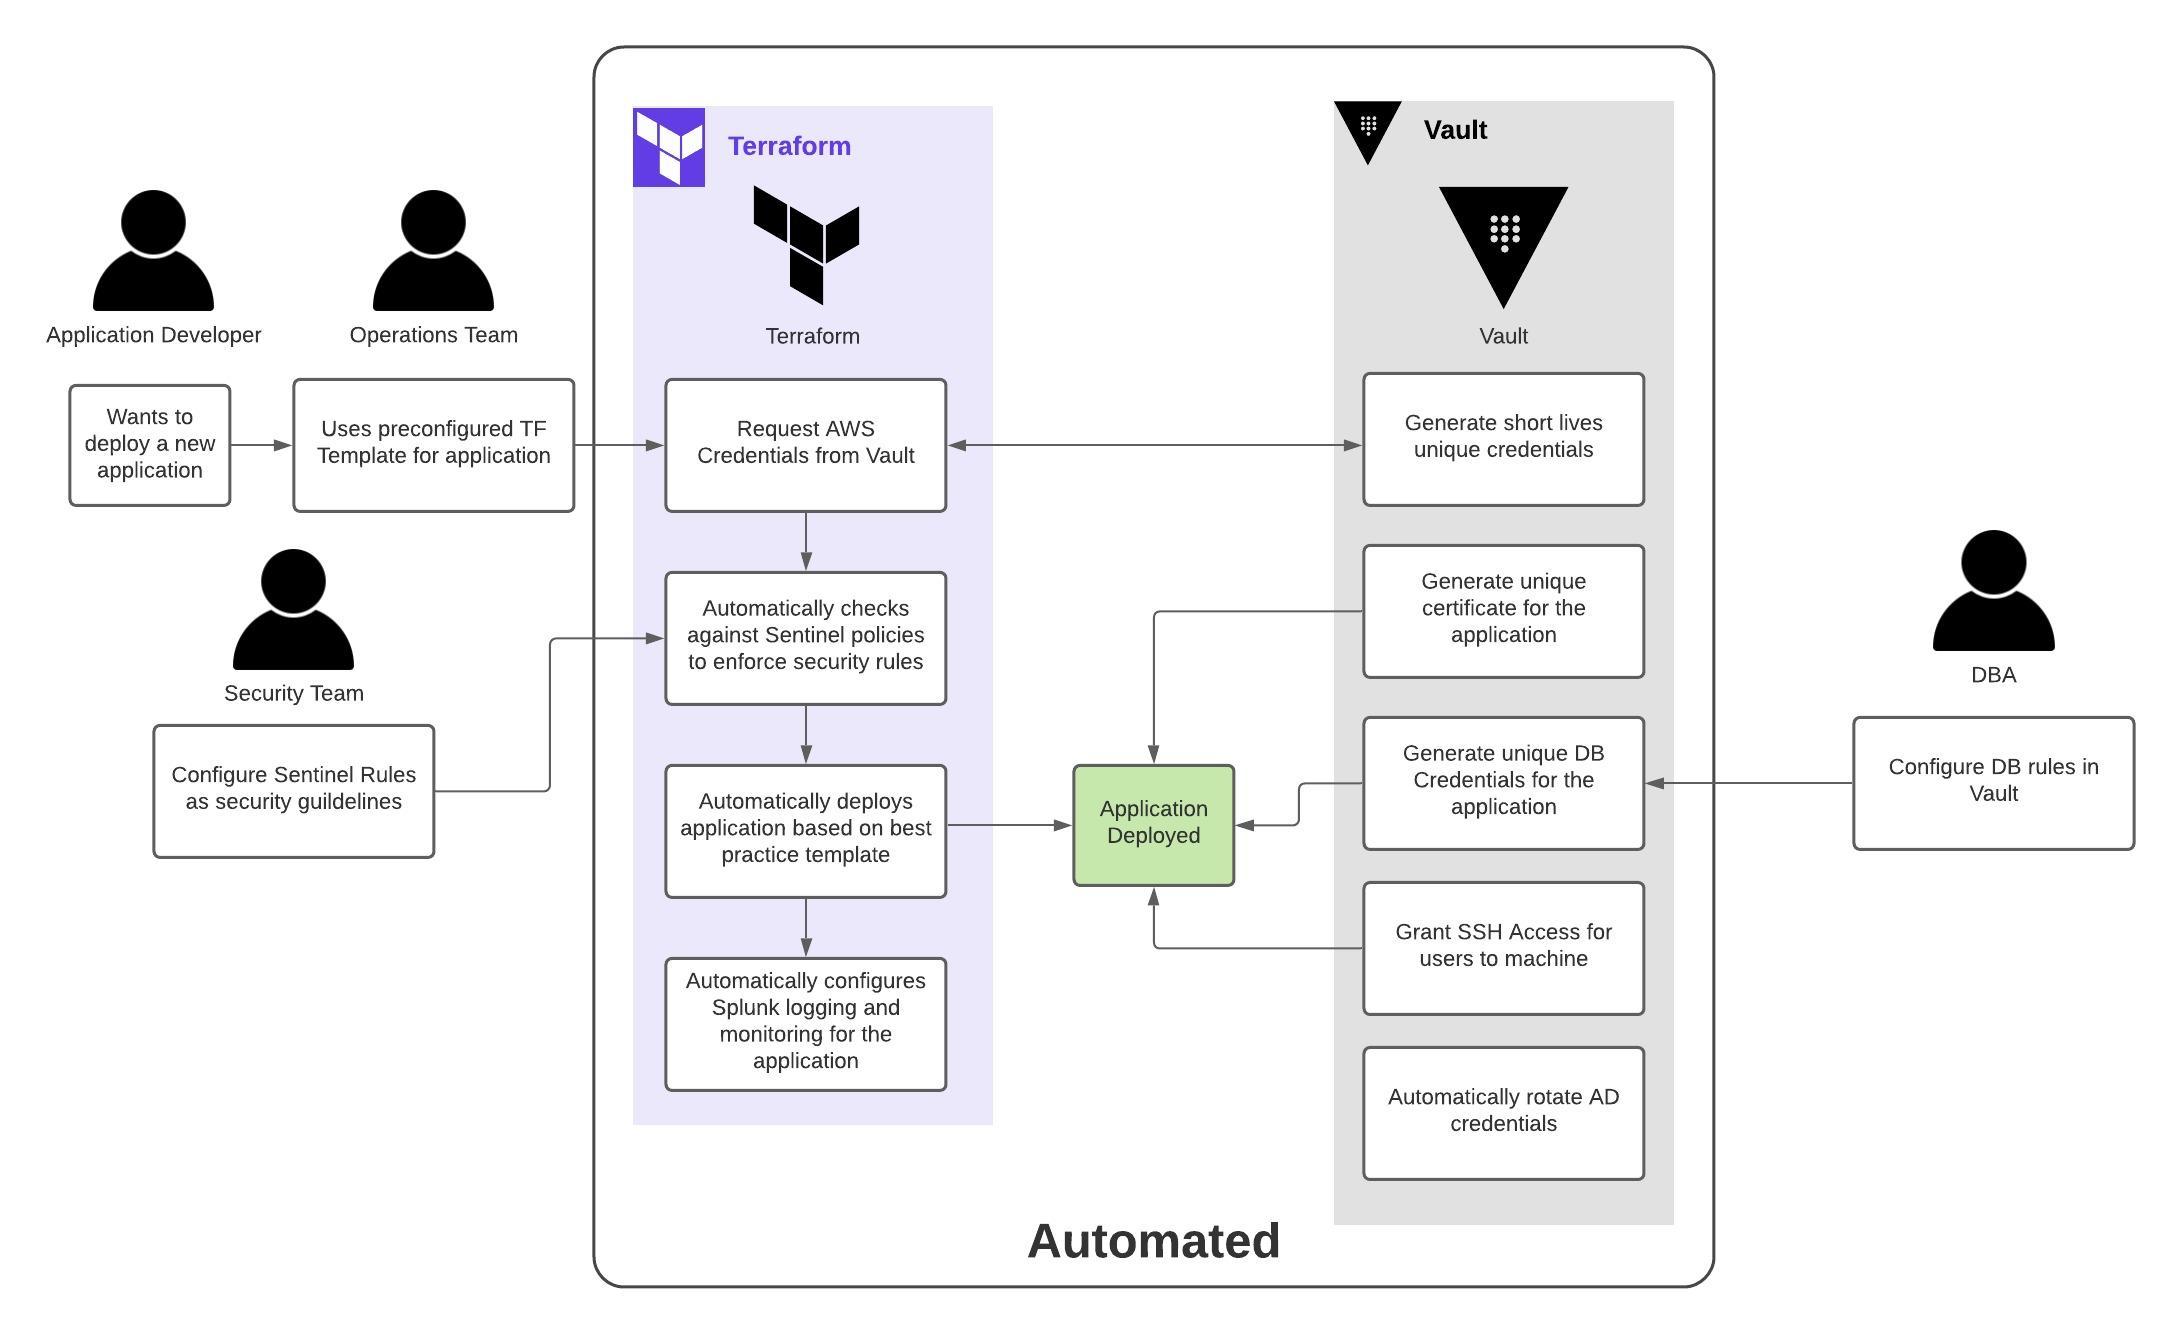 Terraform
Vault
Application Developer
Operations Team
Terraform
Vault
Wants to
deploy a new
application
Uses preconfigured TF
Template for application
Request AWS
Credentials from Vault
Generate short lives
unique credentials
Security Team
Configure Sentinel Rules
as security guildelines
Automatically checks
against Sentinel policies
to enforce security rules
Generate unique
certificate for the
application
DBA
Configure DB rules in
Vault
Automatically deploys
application based on best
practice template
Application
Deployed
Generate unique DB
Credentials for the
application
Grant SSH Access for
users to machine
Automatically configures
Splunk logging and
monitoring for the
application
Automatically rotate AD
credentials
Automated